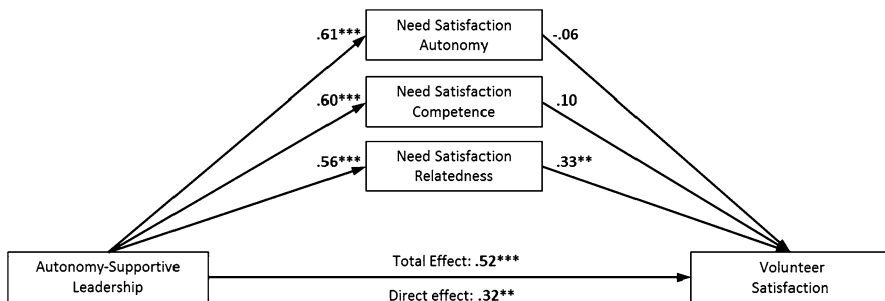 .61***
Need Satisfaction
Autonomy
-.06
.60***
Need Satisfaction
Competence
.10
.56***
Need Satisfaction
Relatedness
.33**
Autonomy-Supportive
Leadership
Total Effect: .52***
Direct effect: .32**
Volunteer
Satisfaction